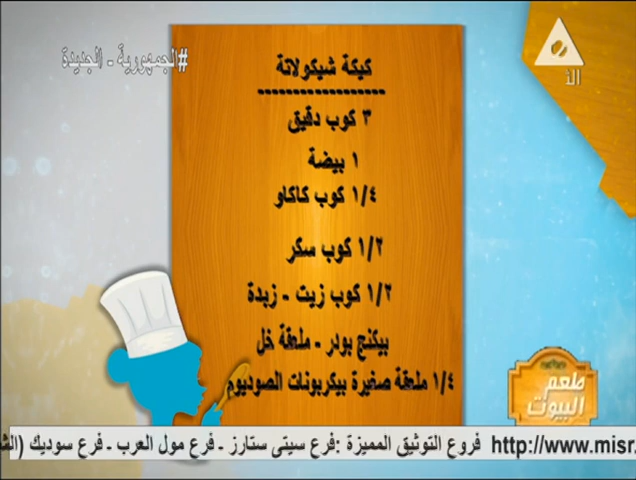 #الجمهورية - الجديدة
كيكة شيكولاتة
٣ كوب دقيق
١ بيضة
١/٤ كوب كاكاو
١/٢ كوب سكر
١/٢ كوب زيت - زبدة
بيكنج بودر - ملعقة خل
١/٤ ملعقة صغيرة بيكربونات الصوديوم
طعم
البيوت
فروع التوثيق المميزة :فرع سيتى ستارز ـ فرع مول العرب ـ فرع سوديك http://www.misr